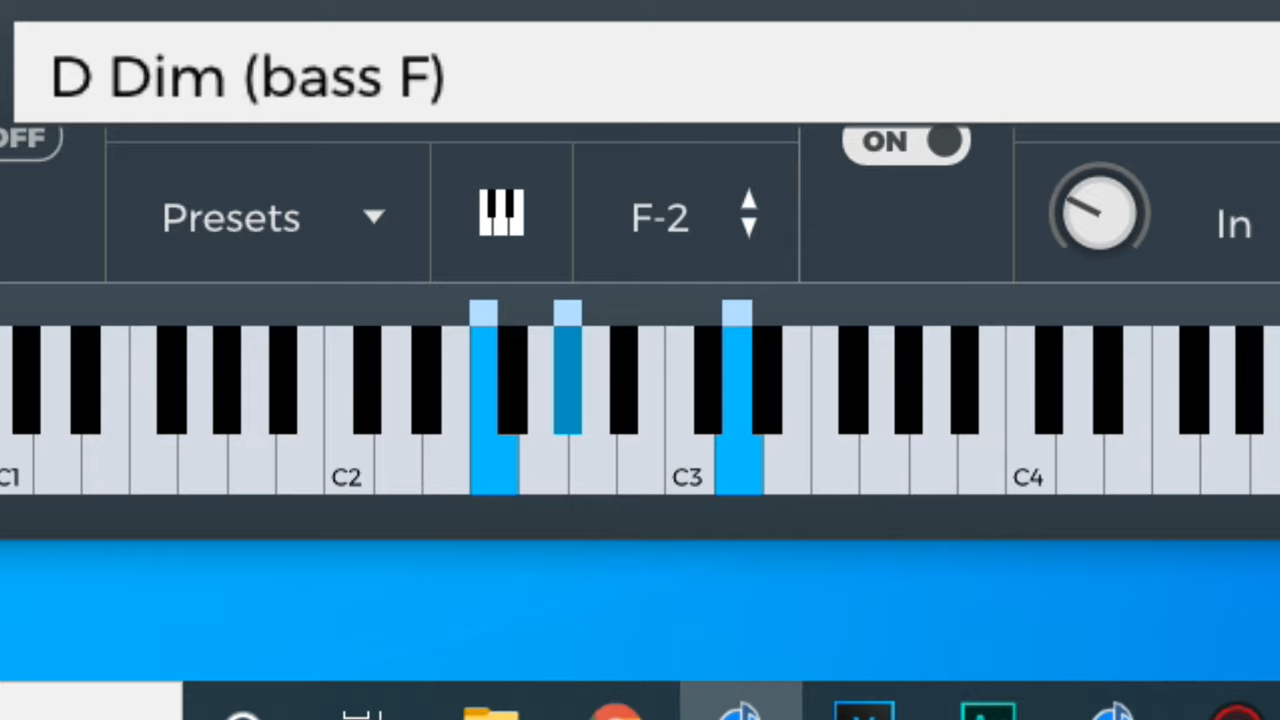 D Dim (bass F)
OFF
ON
Presets
F-2
In
C1
C2
C3
C4